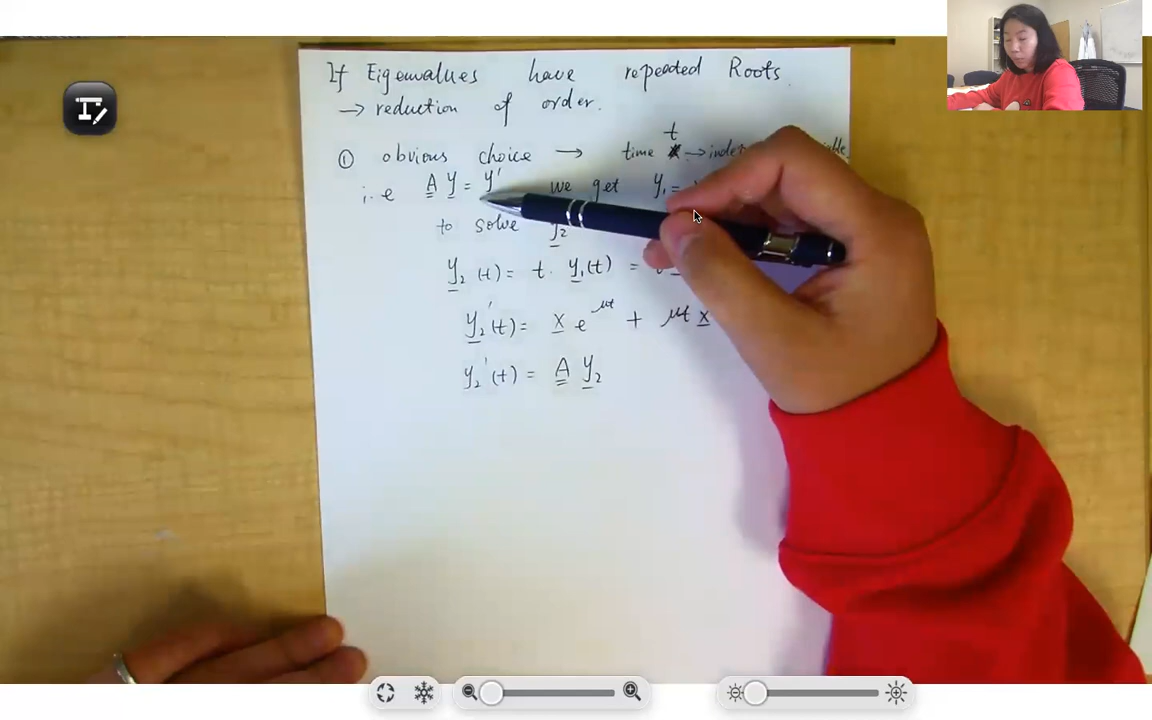 If Eigenvalues have repeated Roots.
→ reduction of order.
① obvious choice → time t →
i.e A y = y' we get y₁ =
to solve y₂
y₂ (t) = t · y₁(t) =
y₂'(t) = x e^μt + μt x
y₂'(t) = A y₂